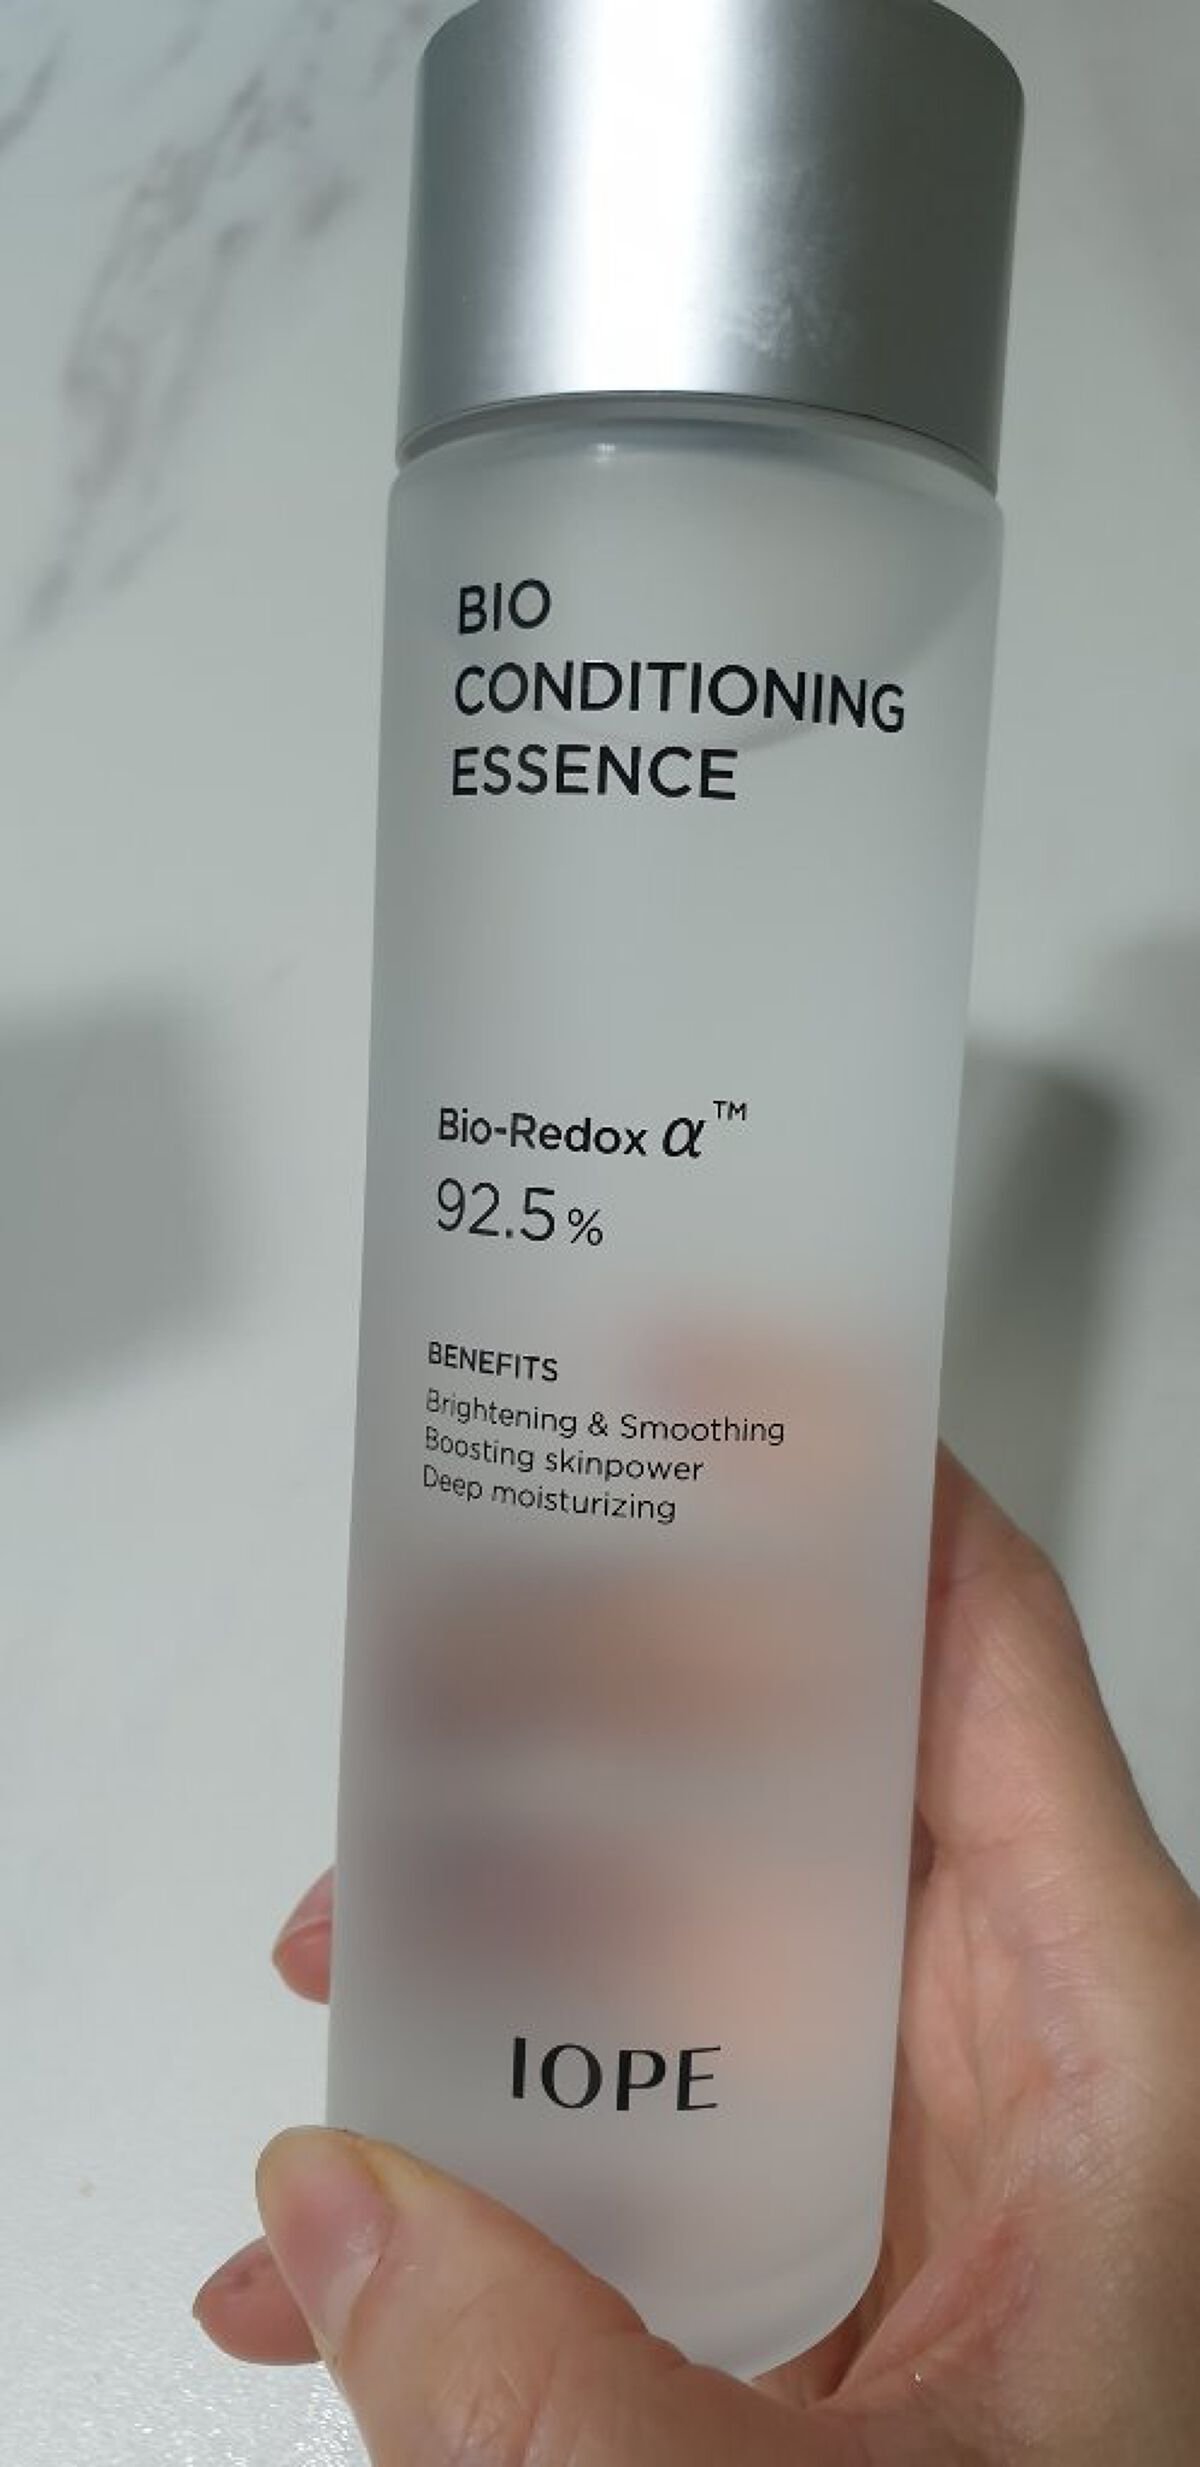 BIO
CONDITIONING
ESSENCE
Bio-Redox α™
92.5%
BENEFITS
Brightening & Smoothing
Boosting skinpower
Deep moisturizing
IOPE